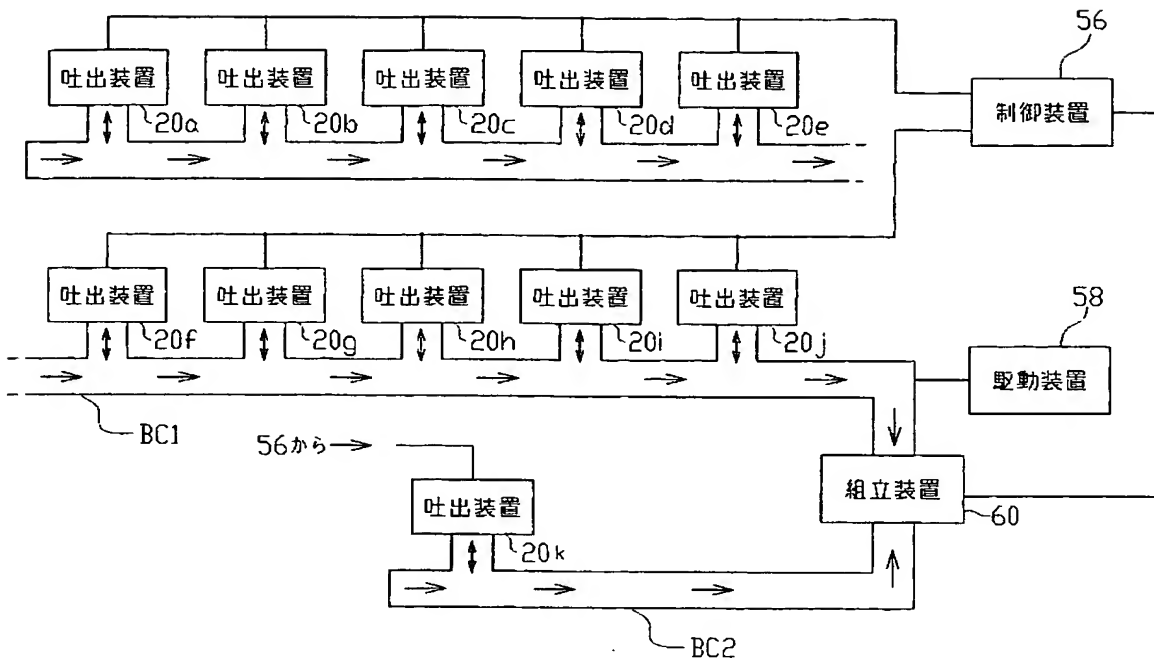 56
吐出装置
吐出装置
吐出装置
吐出装置
吐出装置
制御装置
20a
20b
20c
20d
20e
吐出装置
吐出装置
吐出装置
吐出装置
吐出装置
58
20f
20g
20h
20i
20j
駆動装置
BC1
56から
吐出装置
組立装置
60
20k
BC2